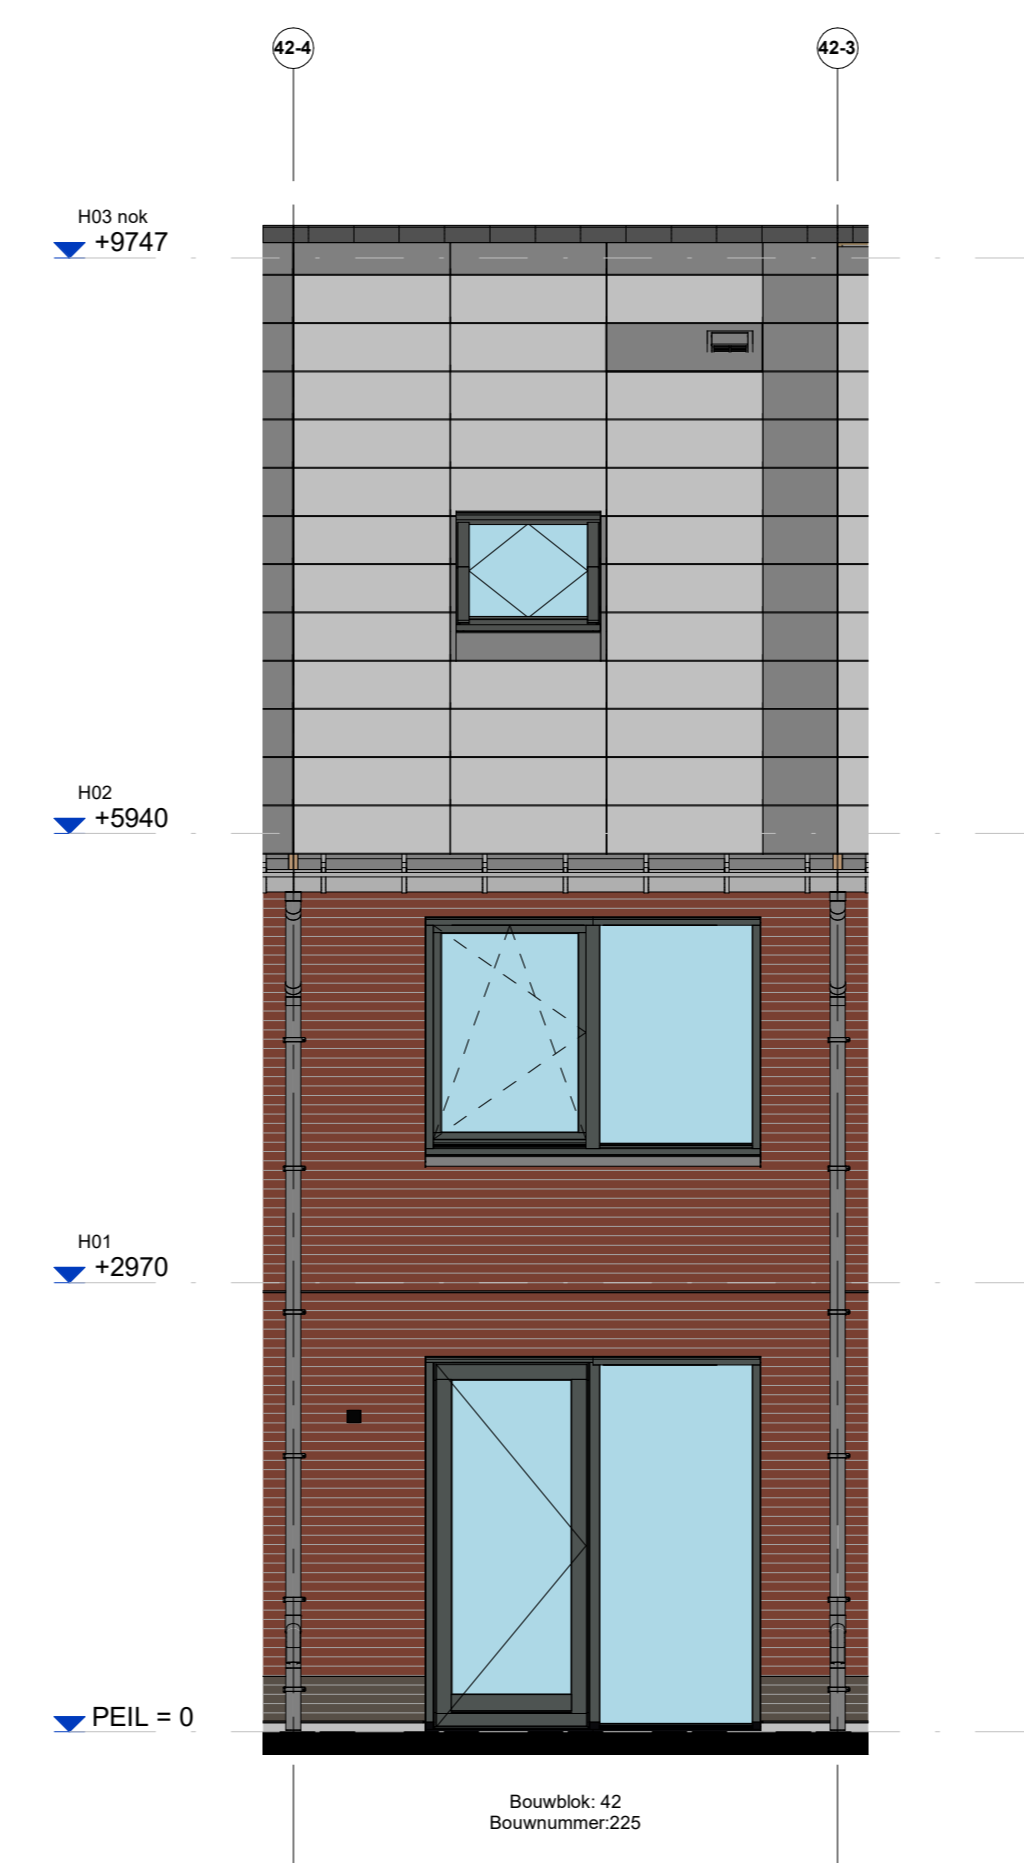 42-4 42-3
H03 nok
+9747
H02
+5940
H01
+2970
PEIL = 0
Bouwblok: 42
Bouwnummer:225